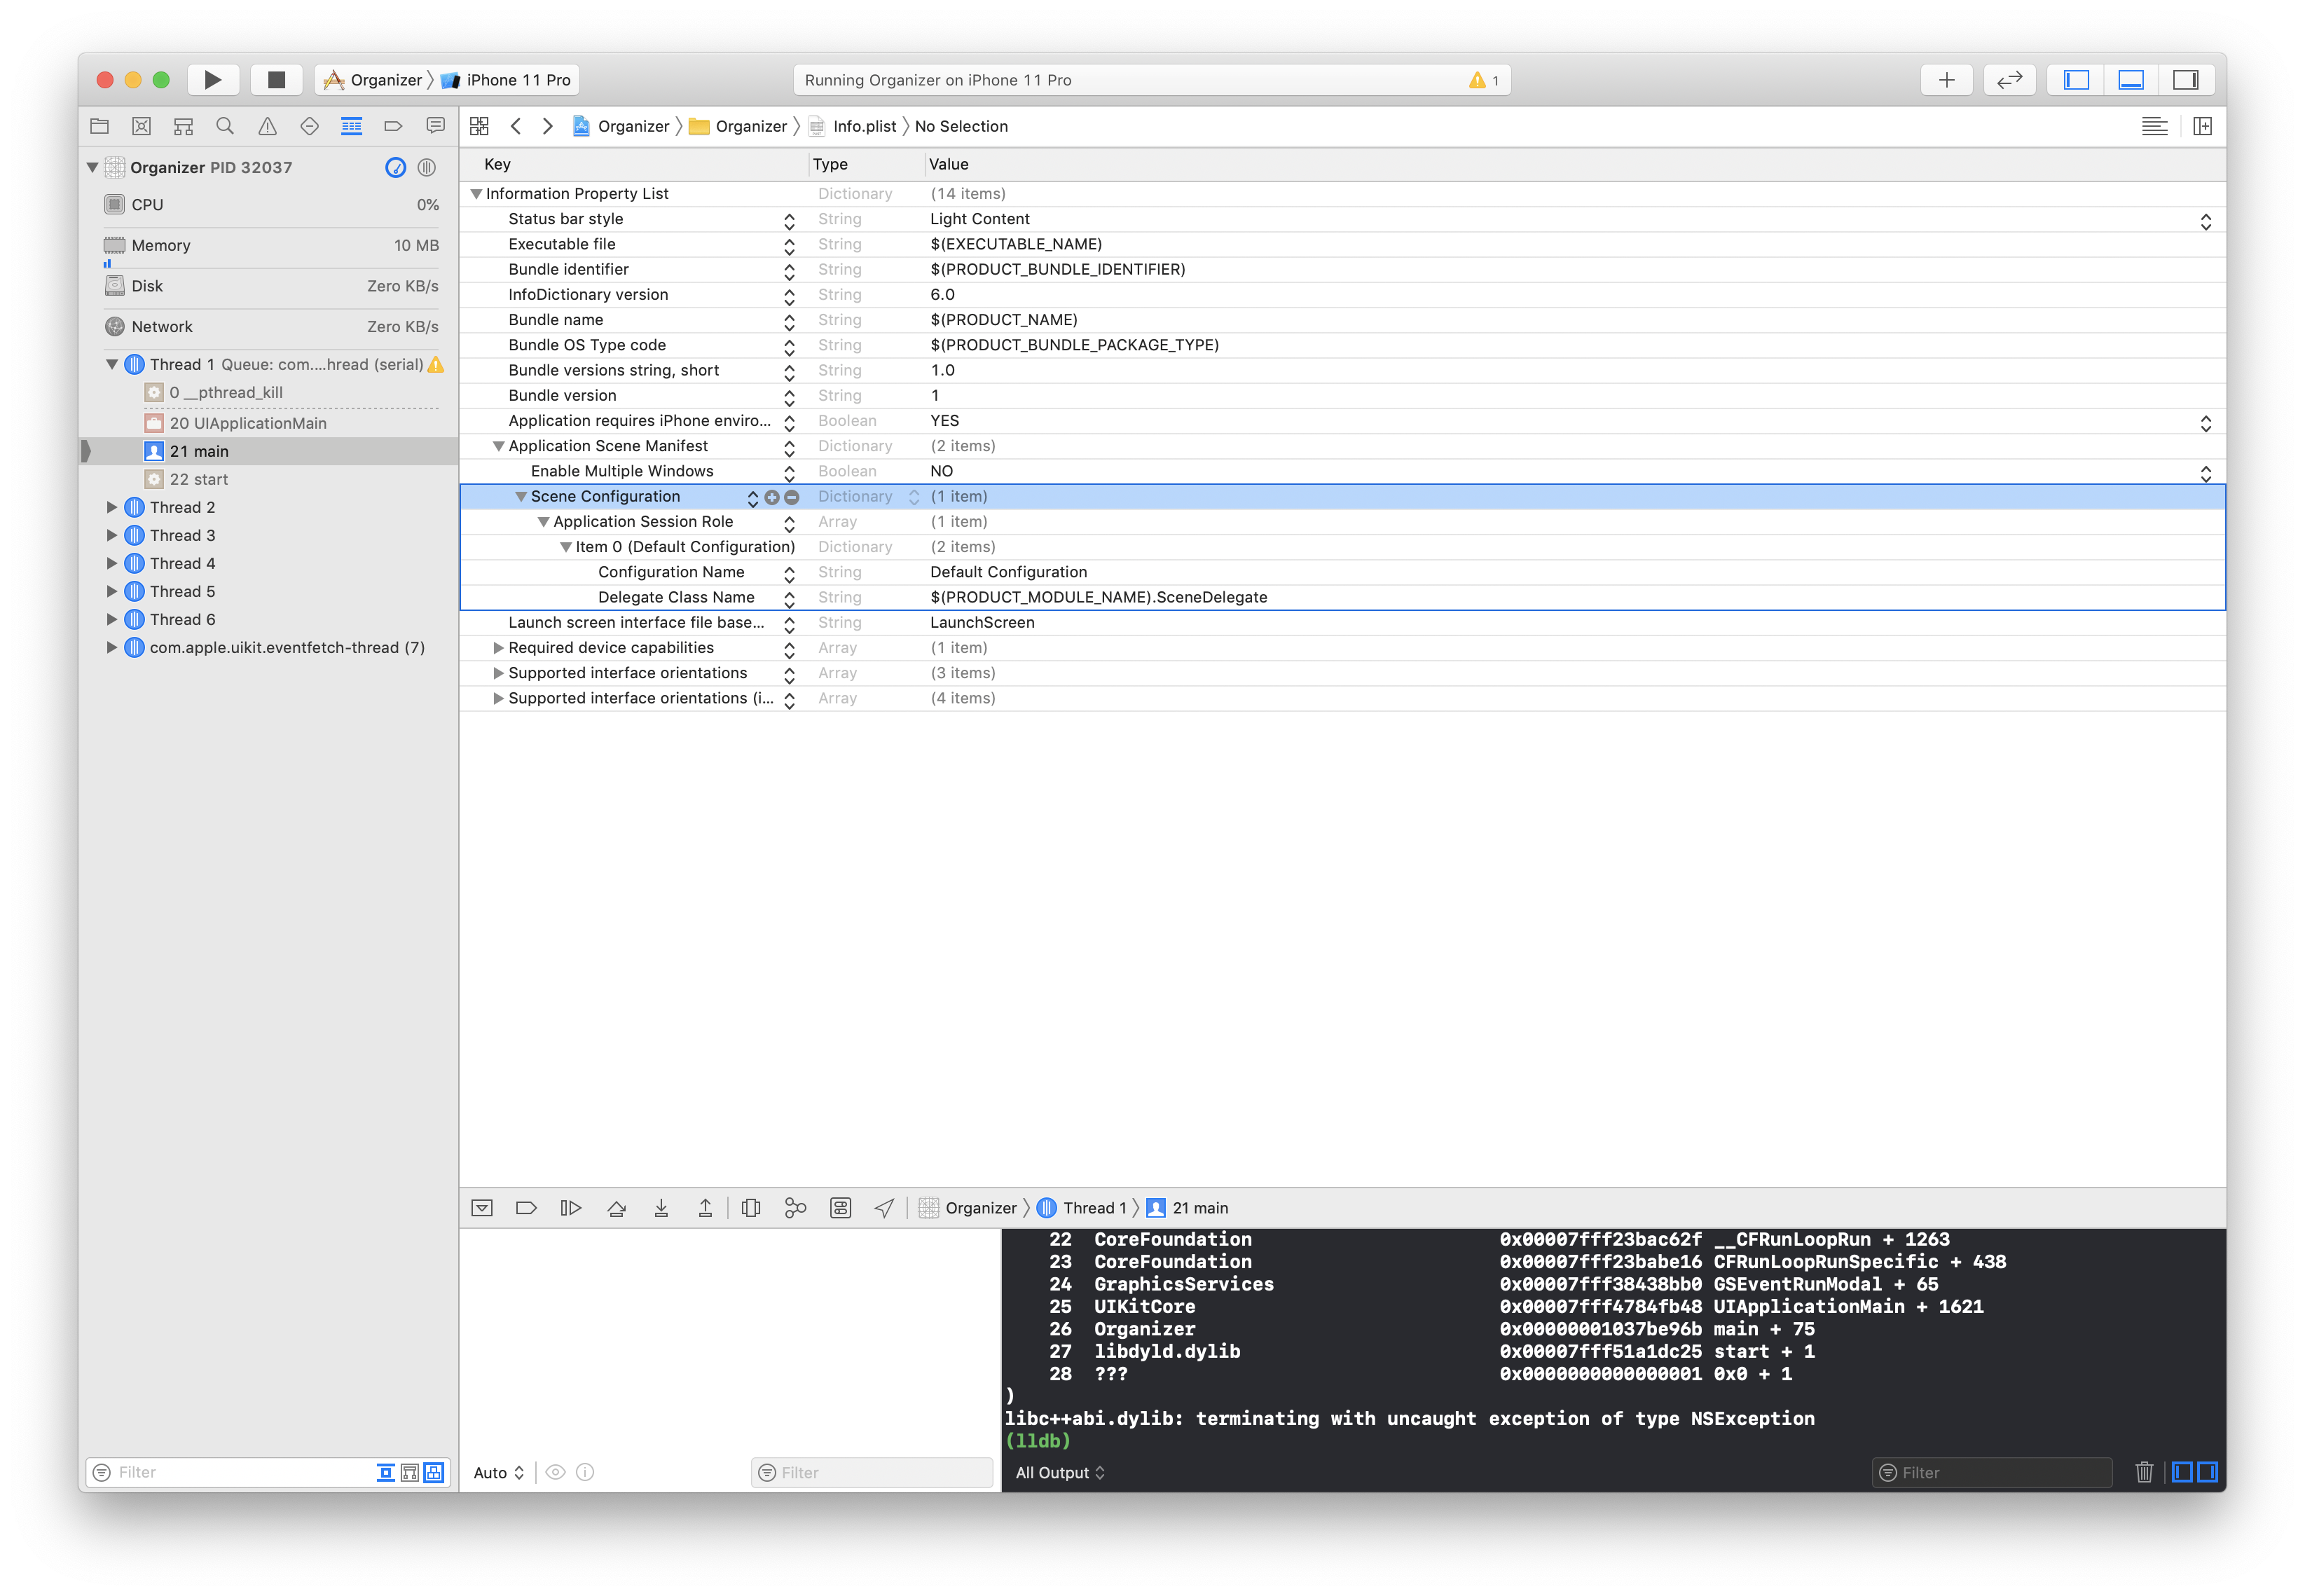 Organizer iPhone 11 Pro
Running Organizer on iPhone 11 Pro 1
Organizer Organizer Info.plist No Selection
Organizer PID 32037
CPU 0%
Memory 10 MB
Disk Zero KB/s
Network Zero KB/s
Thread 1 Queue: com....hread (serial)
0 __pthread_kill
20 UIApplicationMain
21 main
22 start
Thread 2
Thread 3
Thread 4
Thread 5
Thread 6
com.apple.uikit.eventfetch-thread (7)
Filter
Key Type Value
Information Property List Dictionary (14 items)
Status bar style String Light Content
Executable file String $(EXECUTABLE_NAME)
Bundle identifier String $(PRODUCT_BUNDLE_IDENTIFIER)
InfoDictionary version String 6.0
Bundle name String $(PRODUCT_NAME)
Bundle OS Type code String $(PRODUCT_BUNDLE_PACKAGE_TYPE)
Bundle versions string, short String 1.0
Bundle version String 1
Application requires iPhone enviro... Boolean YES
Application Scene Manifest Dictionary (2 items)
Enable Multiple Windows Boolean NO
Scene Configuration Dictionary (1 item)
Application Session Role Array (1 item)
Item 0 (Default Configuration) Dictionary (2 items)
Configuration Name String Default Configuration
Delegate Class Name String $(PRODUCT_MODULE_NAME).SceneDelegate
Launch screen interface file base... String LaunchScreen
Required device capabilities Array (1 item)
Supported interface orientations Array (3 items)
Supported interface orientations (i... Array (4 items)
Organizer Thread 1 21 main
22 CoreFoundation 0x00007fff23bac62f __CFRunLoopRun + 1263
23 CoreFoundation 0x00007fff23babe16 CFRunLoopRunSpecific + 438
24 GraphicsServices 0x00007fff38438bb0 GSEventRunModal + 65
25 UIKitCore 0x00007fff4784fb48 UIApplicationMain + 1621
26 Organizer 0x00000001037be96b main + 75
27 libdyld.dylib 0x00007fff51a1dc25 start + 1
28 ??? 0x0000000000000001 0x0 + 1
)
libc++abi.dylib: terminating with uncaught exception of type NSException
(lldb)
Auto Filter
All Output Filter